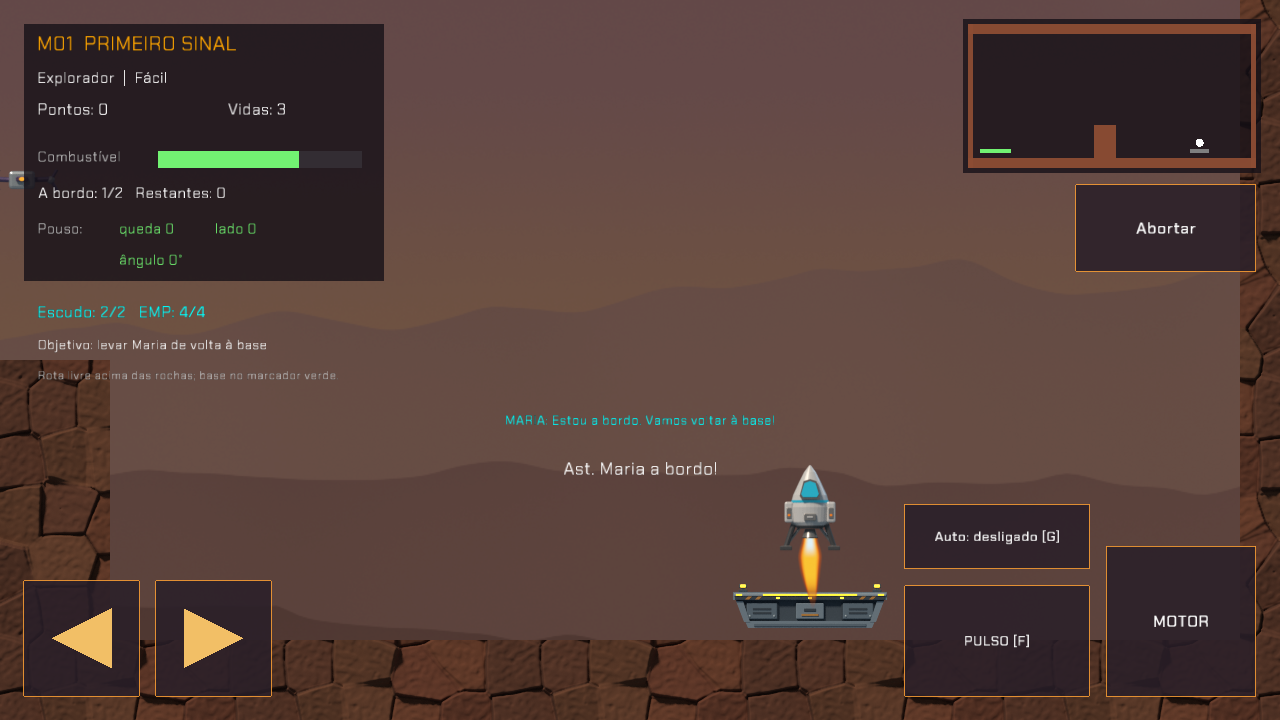 M01 PRIMEIRO SINAL
Explorador | Fácil
Pontos: 0 Vidas: 3
Combustível
A bordo: 1/2 Restantes: 0
Pouso: queda 0 lado 0
ângulo 0°
Escudo: 2/2 EMP: 4/4
Objetivo: levar Maria de volta à base
Rota livre acima das rochas, base no marcador verde.
MARIA: Estou a bordo. Vamos voltar à base!
Ast. Maria a bordo!
Abortar
Auto: desligado [G]
PULSO [F]
MOTOR